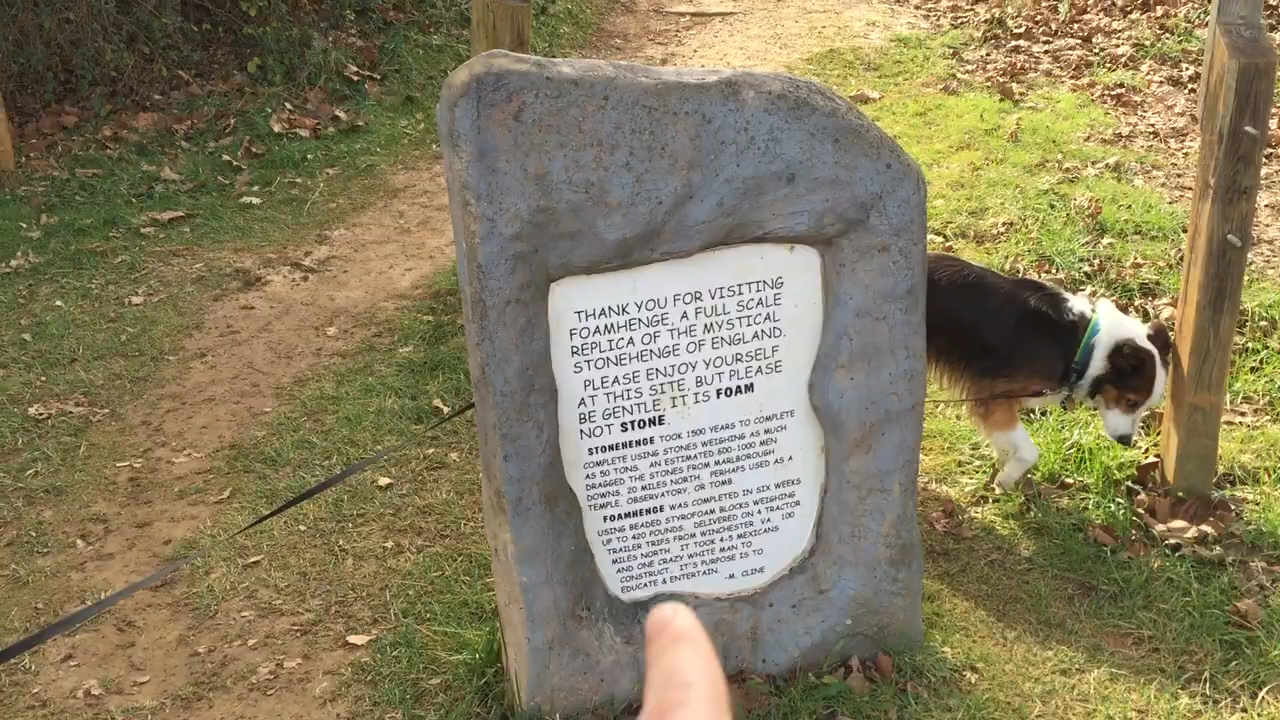 THANK YOU FOR VISITING
FOAMHENGE, A FULL SCALE
REPLICA OF THE MYSTICAL
STONEHENGE OF ENGLAND.
PLEASE ENJOY YOURSELF
AT THIS SITE, BUT PLEASE
BE GENTLE, IT IS FOAM
NOT STONE.
STONEHENGE TOOK 1500 YEARS TO COMPLETE
COMPLETE USING STONES WEIGHING AS MUCH
AS 50 TONS. AN ESTIMATED 600-1000 MEN
DRAGGED THE STONES FROM MARLBOROUGH
DOWNS, 20 MILES NORTH. PERHAPS USED AS A
TEMPLE, OBSERVATORY, OR TOMB.
FOAMHENGE WAS COMPLETED IN SIX WEEKS
USING BEADED STYROFOAM BLOCKS WEIGHING
UP TO 420 POUNDS. DELIVERED ON 4 TRACTOR
TRAILER TRIPS FROM WINCHESTER, VA. 100
MILES NORTH. IT TOOK 4-5 MEXICANS
AND ONE CRAZY WHITE MAN TO
CONSTRUCT. IT'S PURPOSE IS TO
EDUCATE & ENTERTAIN. -M. CLINE